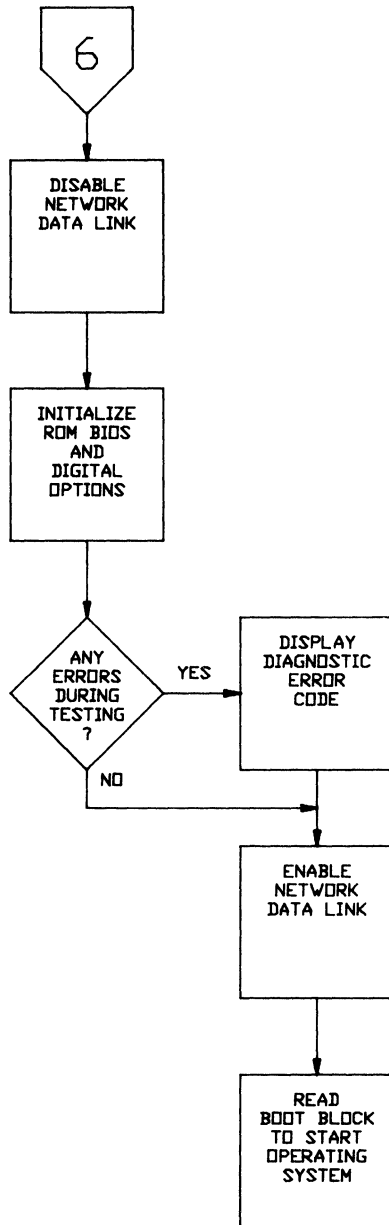 6
DISABLE
NETWORK
DATA LINK
INITIALIZE
ROM BIOS
AND
DIGITAL
OPTIONS
ANY
ERRORS
DURING
TESTING
?
YES
NO
DISPLAY
DIAGNOSTIC
ERROR
CODE
ENABLE
NETWORK
DATA LINK
READ
BOOT BLOCK
TO START
OPERATING
SYSTEM